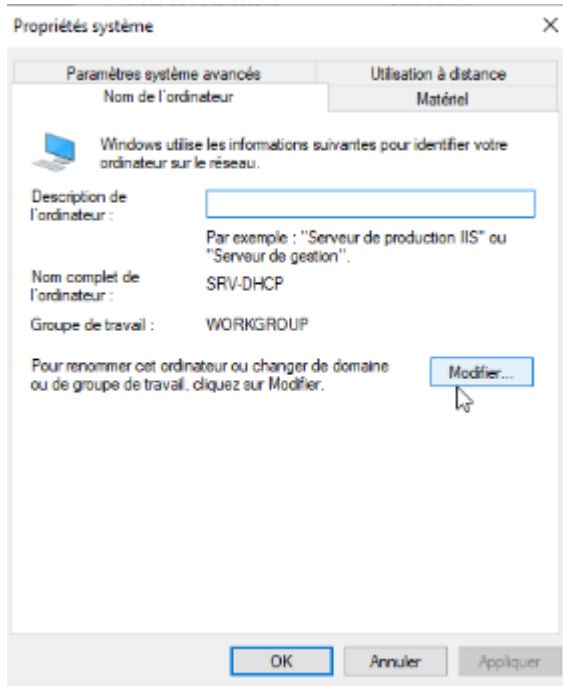 Propriétés système
Paramètres système avancés
Utilisation à distance
Nom de l'ordinateur
Matériel
Windows utilise les informations suivantes pour identifier votre
ordinateur sur le réseau.
Description de
l'ordinateur :
Par exemple : "Serveur de production IIS" ou
"Serveur de gestion".
Nom complet de
l'ordinateur :
SRV-DHCP
Groupe de travail :
WORKGROUP
Pour renommer cet ordinateur ou changer de domaine
ou de groupe de travail, cliquez sur Modifier.
Modifier...
OK
Annuler
Appliquer